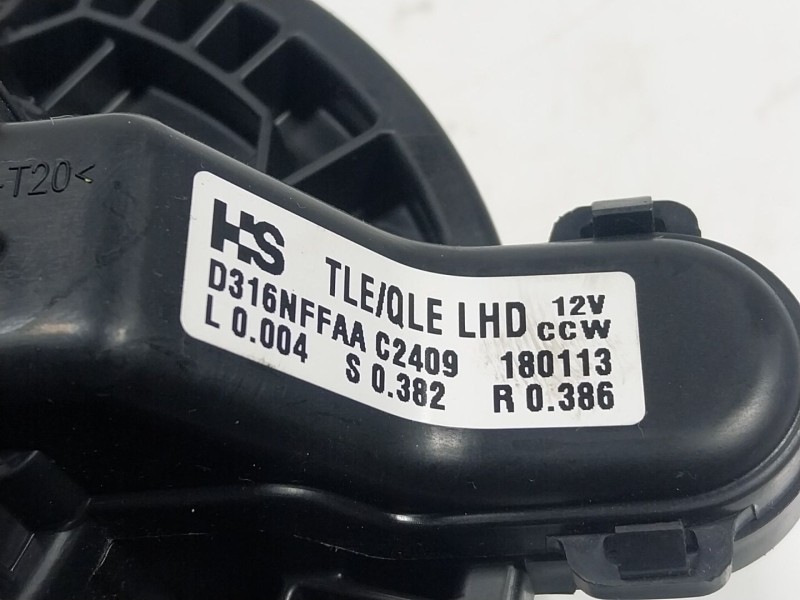 -T20<
HS
TLE/QLE LHD 12V CCW
D316NFFAA C2409 180113
L 0.004 S 0.382 R 0.386